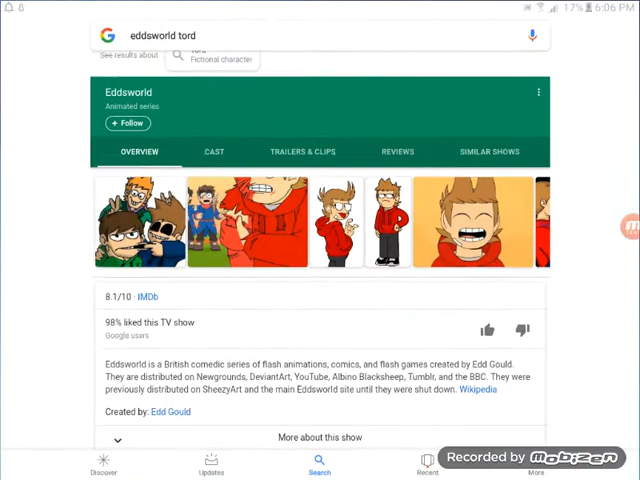 17% 6:06 PM
eddsworld tord
See results about
Tord
Fictional character
Eddsworld
Animated series
+ Follow
OVERVIEW CAST TRAILERS & CLIPS REVIEWS SIMILAR SHOWS
8.1/10 · IMDb
98% liked this TV show
Google users
Eddsworld is a British comedic series of flash animations, comics, and flash games created by Edd Gould.
They are distributed on Newgrounds, DeviantArt, YouTube, Albino Blacksheep, Tumblr, and the BBC. They were
previously distributed on SheezyArt and the main Eddsworld site until they were shut down. Wikipedia
Created by: Edd Gould
More about this show
Recorded by Mobizen
Discover Updates Search Recent More